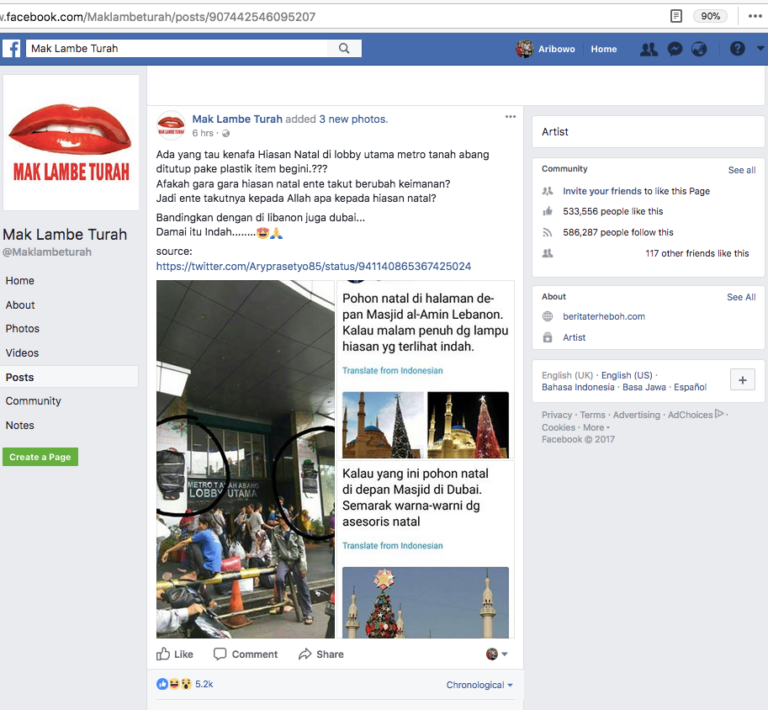 w.facebook.com/Maklambeturah/posts/907442546095207
90%
Mak Lambe Turah
Aribowo
Home
MAK LAMBE TURAH
Mak Lambe Turah
@Maklambeturah
Home
About
Photos
Videos
Posts
Community
Notes
Create a Page
MAK LAMBE TURAH
Mak Lambe Turah added 3 new photos.
6 hrs ·
Ada yang tau kenafa Hiasan Natal di lobby utama metro tanah abang
ditutup pake plastik item begini.???
Afakah gara gara hiasan natal ente takut berubah keimanan?
Jadi ente takutnya kepada Allah apa kepada hiasan natal?
Bandingkan dengan di libanon juga dubai...
Damai itu Indah........
source:
https://twitter.com/Aryprasetyo85/status/941140865367425024
METRO TANAH ABANG
LOBBY UTAMA
Pohon natal di halaman de-
pan Masjid al-Amin Lebanon.
Kalau malam penuh dg lampu
hiasan yg terlihat indah.
Translate from Indonesian
Kalau yang ini pohon natal
di depan Masjid di Dubai.
Semarak warna-warni dg
asesoris natal
Translate from Indonesian
Like
Comment
Share
5.2k
Chronological
Artist
Community
See all
Invite your friends to like this Page
533,556 people like this
586,287 people follow this
117 other friends like this
About
See All
beritaterheboh.com
Artist
English (UK) · English (US) ·
Bahasa Indonesia · Basa Jawa · Español
Privacy · Terms · Advertising · AdChoices ·
Cookies · More ·
Facebook © 2017